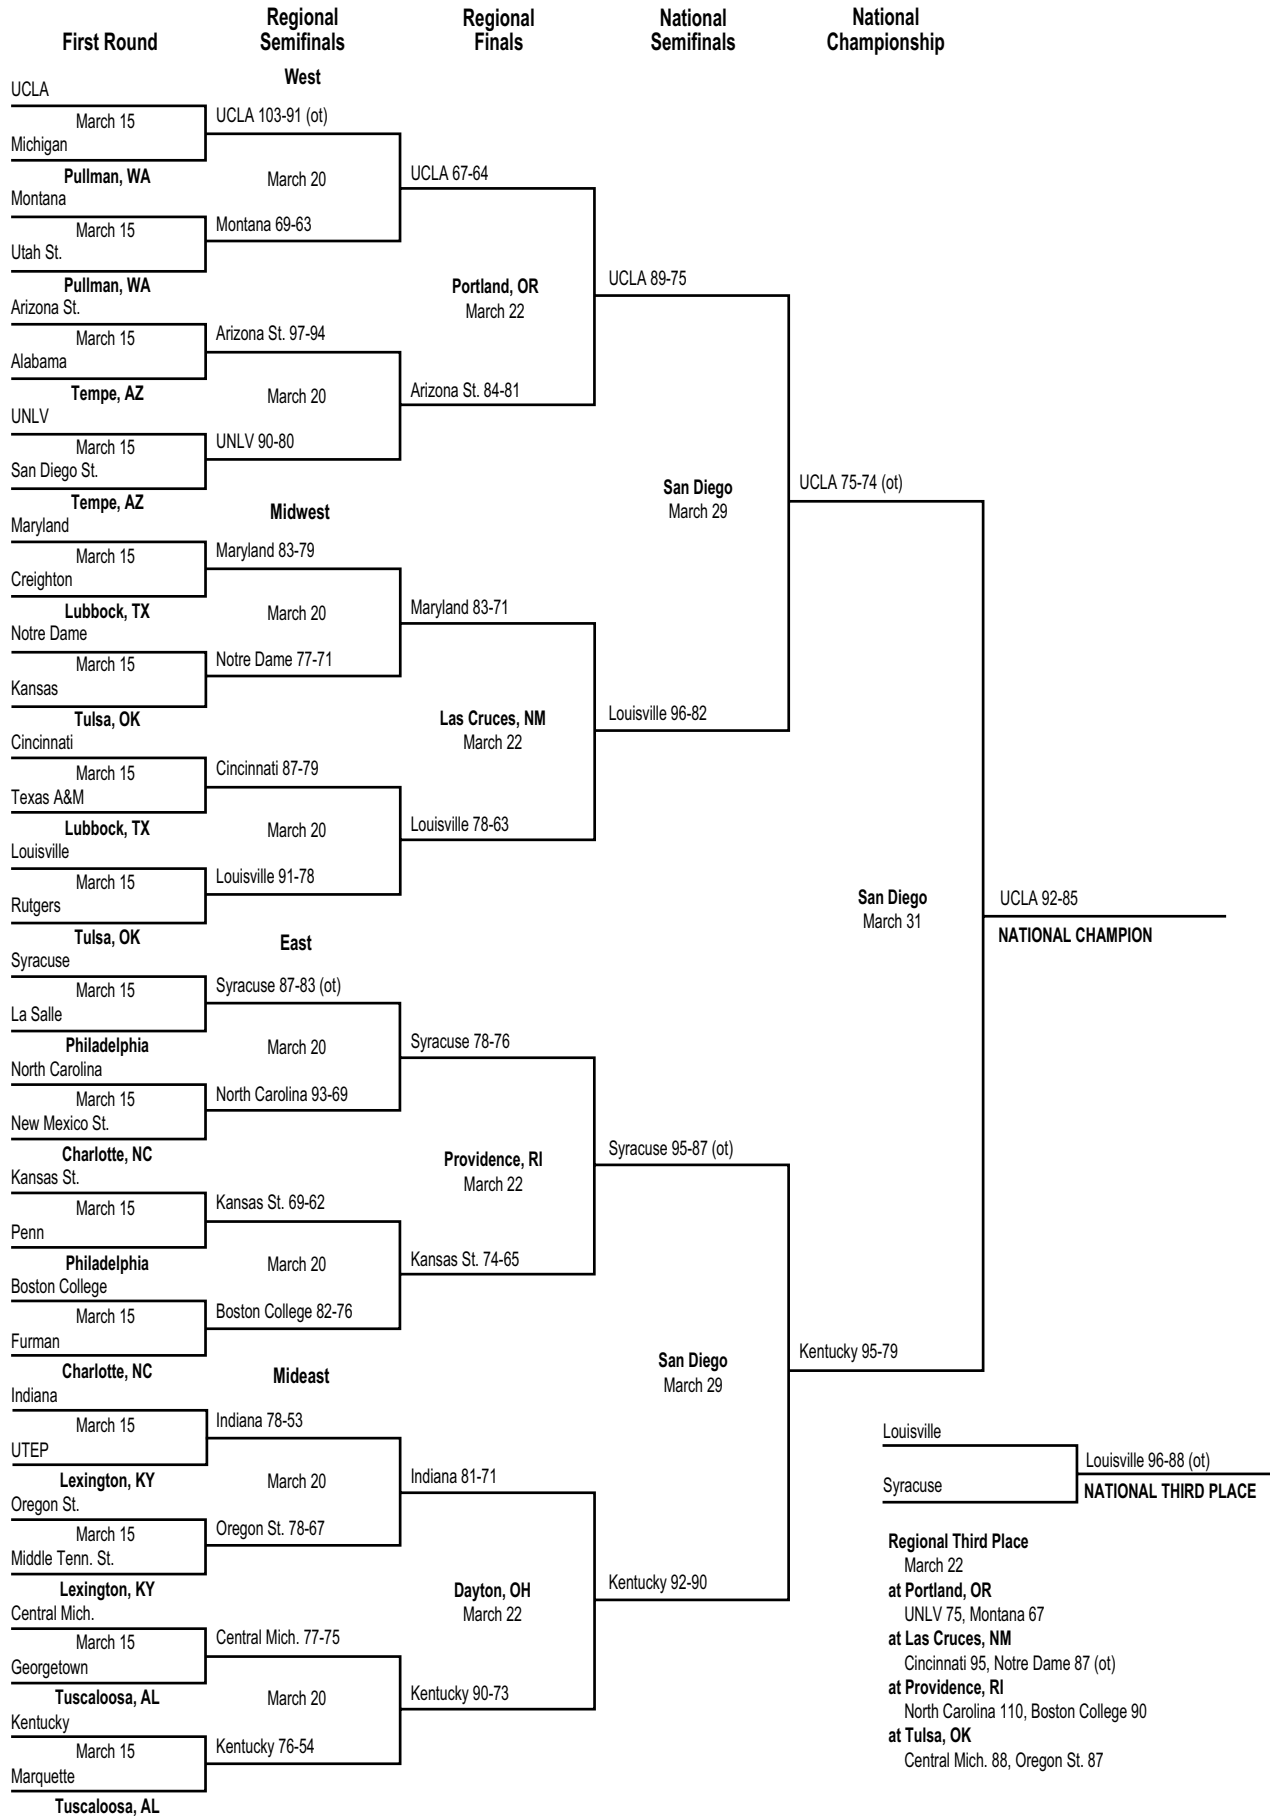 Regional
Semifinals
Regional
Finals
National
Semifinals
National
Championship
First Round
West
UCLA
March 15
Michigan
Pullman, WA
UCLA 103-91 (ot)
March 20
Montana
March 15
Utah St.
Pullman, WA
Montana 69-63
UCLA 67-64
Arizona St.
March 15
Alabama
Tempe, AZ
Arizona St. 97-94
March 20
UNLV
March 15
San Diego St.
Tempe, AZ
UNLV 90-80
Arizona St. 84-81
Portland, OR
March 22
UCLA 89-75
Midwest
Maryland
March 15
Creighton
Lubbock, TX
Maryland 83-79
March 20
Notre Dame
March 15
Kansas
Tulsa, OK
Notre Dame 77-71
Maryland 83-71
Cincinnati
March 15
Texas A&M
Lubbock, TX
Cincinnati 87-79
March 20
Louisville
March 15
Rutgers
Tulsa, OK
Louisville 91-78
Louisville 78-63
Las Cruces, NM
March 22
Louisville 96-82
San Diego
March 29
UCLA 75-74 (ot)
East
Syracuse
March 15
La Salle
Philadelphia
Syracuse 87-83 (ot)
March 20
North Carolina
March 15
New Mexico St.
Charlotte, NC
North Carolina 93-69
Syracuse 78-76
Kansas St.
March 15
Penn
Philadelphia
Kansas St. 69-62
March 20
Boston College
March 15
Furman
Charlotte, NC
Boston College 82-76
Kansas St. 74-65
Providence, RI
March 22
Syracuse 95-87 (ot)
Mideast
Indiana
March 15
UTEP
Lexington, KY
Indiana 78-53
March 20
Oregon St.
March 15
Middle Tenn. St.
Lexington, KY
Oregon St. 78-67
Indiana 81-71
Central Mich.
March 15
Georgetown
Tuscaloosa, AL
Central Mich. 77-75
March 20
Kentucky
March 15
Marquette
Tuscaloosa, AL
Kentucky 76-54
Kentucky 90-73
Dayton, OH
March 22
Kentucky 92-90
San Diego
March 29
Kentucky 95-79
San Diego
March 31
UCLA 92-85
NATIONAL CHAMPION
Louisville
Syracuse
Louisville 96-88 (ot)
NATIONAL THIRD PLACE
Regional Third Place
March 22
at Portland, OR
UNLV 75, Montana 67
at Las Cruces, NM
Cincinnati 95, Notre Dame 87 (ot)
at Providence, RI
North Carolina 110, Boston College 90
at Tulsa, OK
Central Mich. 88, Oregon St. 87